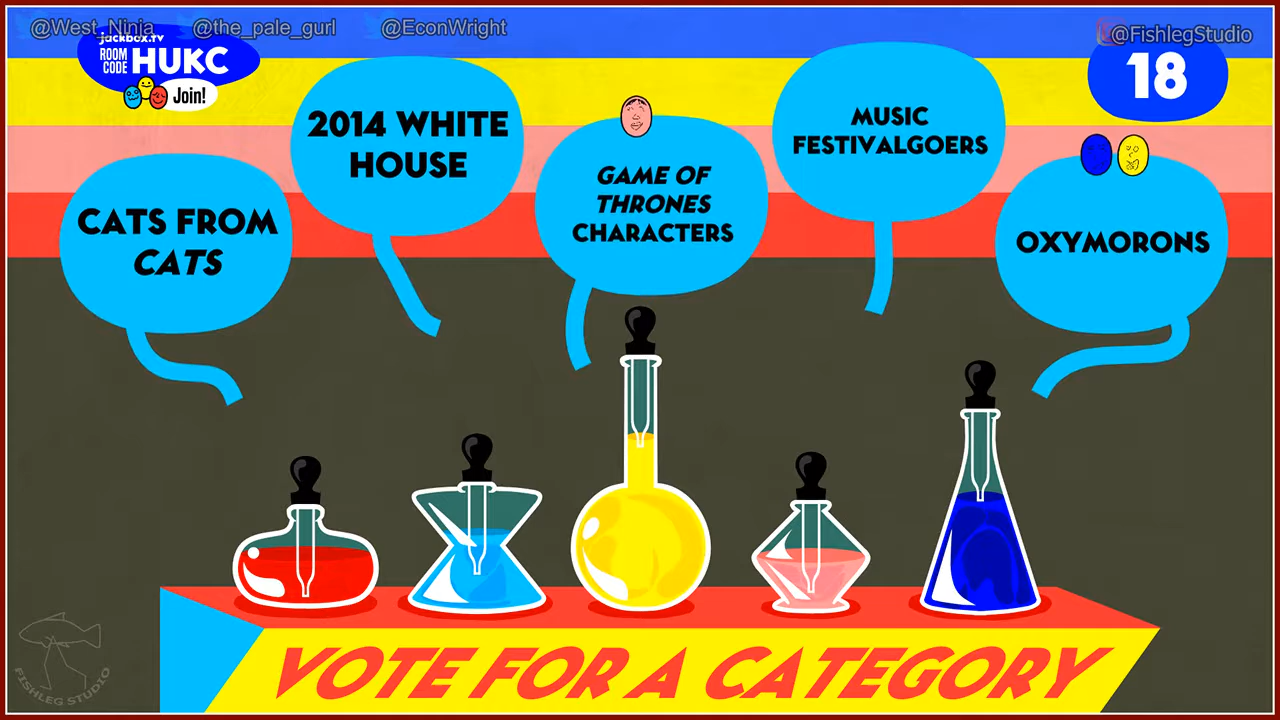 @West_Ninja
@the_pale_gurl
@EconWright
@FishlegStudio
jackbox.tv
ROOM CODE HUKC
Join!
18
CATS FROM
CATS
2014 WHITE
HOUSE
GAME OF
THRONES
CHARACTERS
MUSIC
FESTIVALGOERS
OXYMORONS
VOTE FOR A CATEGORY
FISHLEG STUDIO